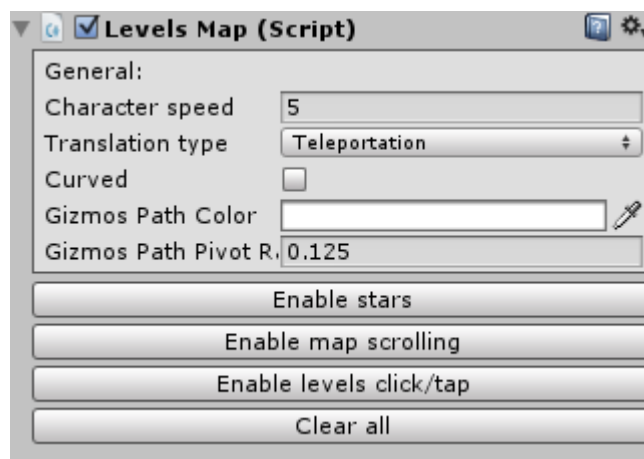 Levels Map (Script)
General:
Character speed 5
Translation type Teleportation
Curved
Gizmos Path Color
Gizmos Path Pivot R 0.125
Enable stars
Enable map scrolling
Enable levels click/tap
Clear all